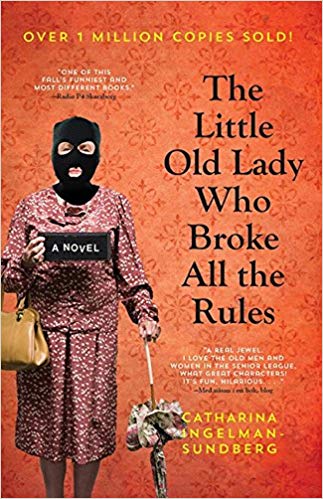 OVER 1 MILLION COPIES SOLD!
"ONE OF THIS
FALL'S FUNNIEST AND
MOST DIFFERENT BOOKS."
The
Little
Old Lady
Who
Broke
All the
Rules
A NOVEL
"A REAL JEWEL.
I LOVE THE OLD MEN AND
WOMEN IN THE SENIOR LEAGUE.
WHAT GREAT CHARACTERS!
IT'S FUN, HILARIOUS. . . ."
CATHARINA
INGELMAN-
SUNDBERG